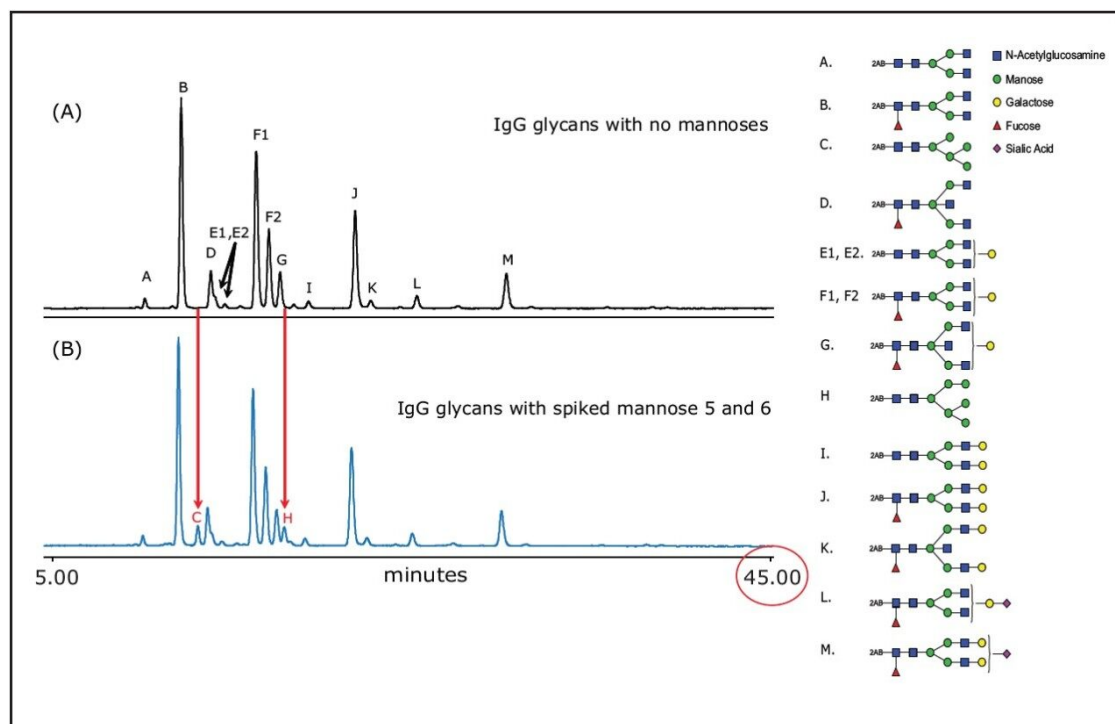 (A)
B
F1
IgG glycans with no mannoses
J
E1,E2
F2
D
G
M
A
I
K
L
(B)
IgG glycans with spiked mannose 5 and 6
C
H
5.00
minutes
45.00
A. 2AB
B. 2AB
C. 2AB
D. 2AB
E1, E2. 2AB
F1, F2 2AB
G. 2AB
H 2AB
I. 2AB
J. 2AB
K. 2AB
L. 2AB
M. 2AB
N-Acetylglucosamine
Manose
Galactose
Fucose
Sialic Acid